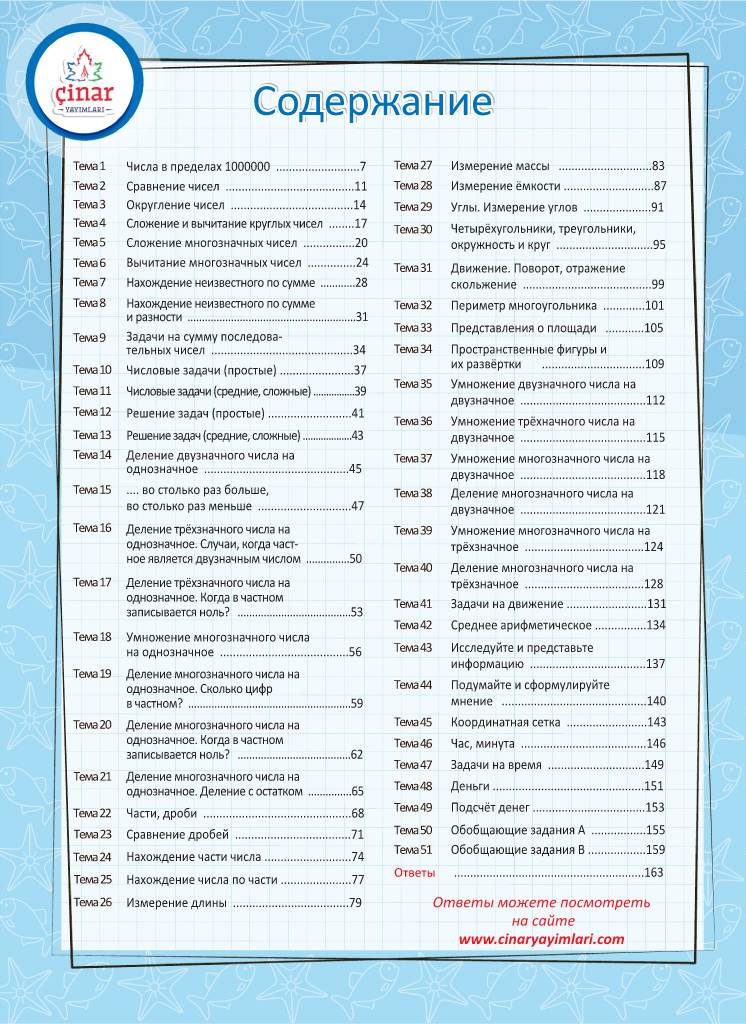 çınar
YAYIMLARI
Содержание
Тема 1 Числа в пределах 1000000 ..........................7
Тема 2 Сравнение чисел ......................................11
Тема 3 Округление чисел ....................................14
Тема 4 Сложение и вычитание круглых чисел ........17
Тема 5 Сложение многозначных чисел ................20
Тема 6 Вычитание многозначных чисел ...............24
Тема 7 Нахождение неизвестного по сумме ............28
Тема 8 Нахождение неизвестного по сумме
и разности ....................................................31
Тема 9 Задачи на сумму последова-
тельных чисел ...........................................34
Тема 10 Числовые задачи (простые) ........................37
Тема 11 Числовые задачи (средние, сложные) ................39
Тема 12 Решение задач (простые) .........................41
Тема 13 Решение задач (средние, сложные) ...................43
Тема 14 Деление двузначного числа на
однозначное ............................................45
Тема 15 .... во столько раз больше,
во столько раз меньше ...........................47
Тема 16 Деление трёхзначного числа на
однозначное. Случаи, когда част-
ное является двузначным числом ...............50
Тема 17 Деление трёхзначного числа на
однозначное. Когда в частном
записывается ноль? ...................................53
Тема 18 Умножение многозначного числа
на однозначное .......................................56
Тема 19 Деление многозначного числа на
однозначное. Сколько цифр
в частном? ..................................................59
Тема 20 Деление многозначного числа на
однозначное. Когда в частном
записывается ноль? ...................................62
Тема 21 Деление многозначного числа на
однозначное. Деление с остатком .............65
Тема 22 Части, дроби ..............................................68
Тема 23 Сравнение дробей ....................................71
Тема 24 Нахождение части числа ..........................74
Тема 25 Нахождение числа по части .....................77
Тема 26 Измерение длины ....................................79
Тема 27 Измерение массы ............................83
Тема 28 Измерение ёмкости ...........................87
Тема 29 Углы. Измерение углов ....................91
Тема 30 Четырёхугольники, треугольники,
окружность и круг .............................95
Тема 31 Движение. Поворот, отражение
скольжение ........................................99
Тема 32 Периметр многоугольника ............101
Тема 33 Представления о площади ............105
Тема 34 Пространственные фигуры и
их развёртки ................................109
Тема 35 Умножение двузначного числа на
двузначное ......................................112
Тема 36 Умножение трёхначного числа на
двузначное ......................................115
Тема 37 Умножение многозначного числа на
двузначное ......................................118
Тема 38 Деление многозначного числа на
двузначное ......................................121
Тема 39 Умножение многозначного числа на
трёхзначное .....................................124
Тема 40 Деление многозначного числа на
трёхзначное .....................................128
Тема 41 Задачи на движение .........................131
Тема 42 Среднее арифметическое ...............134
Тема 43 Исследуйте и представьте
информацию ...................................137
Тема 44 Подумайте и сформулируйте
мнение ............................................140
Тема 45 Координатная сетка ........................143
Тема 46 Час, минута .......................................146
Тема 47 Задачи на время ...............................149
Тема 48 Деньги ..............................................151
Тема 49 Подсчёт денег ...................................153
Тема 50 Обобщающие задания А .................155
Тема 51 Обобщающие задания В ..................159
Ответы ..........................................................163
Ответы можете посмотреть
на сайте
www.cinaryayimlari.com